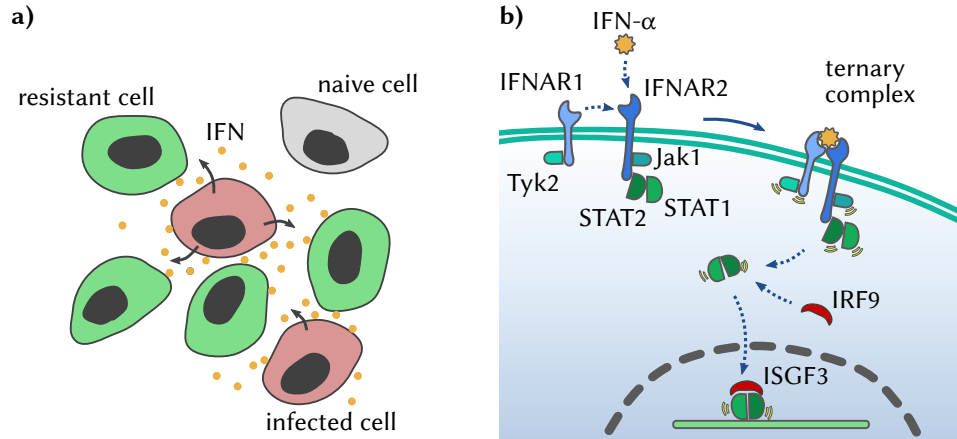 a)
resistant cell
IFN
naive cell
infected cell
b)
IFN-α
IFNAR1
IFNAR2
ternary
complex
Tyk2
Jak1
STAT2
STAT1
IRF9
ISGF3